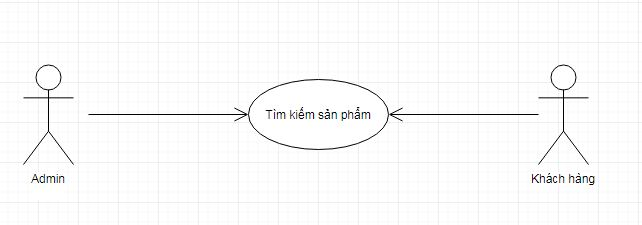 Tìm kiếm sản phẩm
Admin
Khách hàng